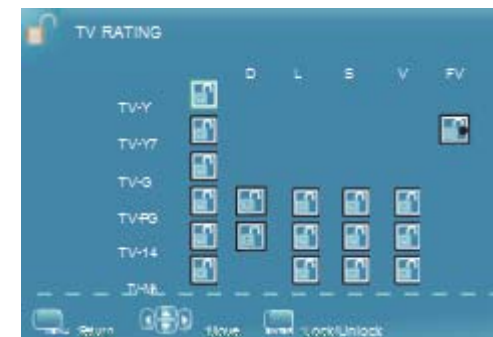 TV RATING
D L S V FV
TV-Y
TV-Y7
TV-G
TV-PG
TV-14
Return Move Lock/Unlock